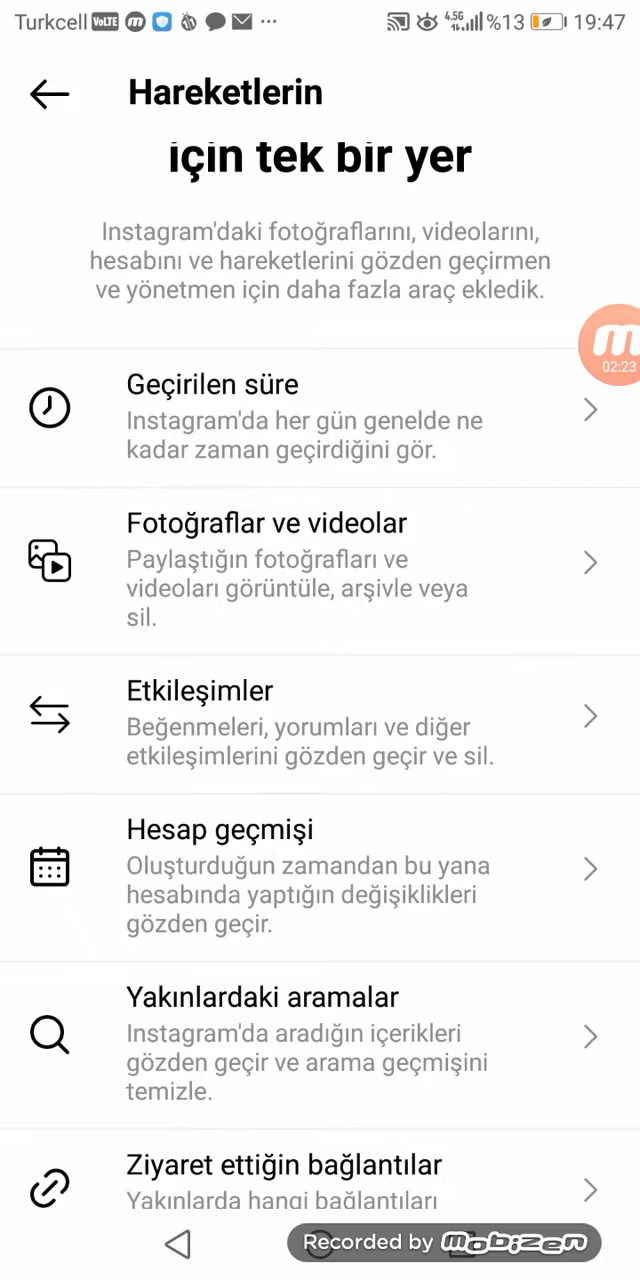 Turkcell VoLTE 4.5G %13 19:47
Hareketlerin
için tek bir yer
Instagram'daki fotoğraflarını, videolarını,
hesabını ve hareketlerini gözden geçirmen
ve yönetmen için daha fazla araç ekledik.
02:23
Geçirilen süre
Instagram'da her gün genelde ne
kadar zaman geçirdiğini gör.
Fotoğraflar ve videolar
Paylaştığın fotoğrafları ve
videoları görüntüle, arşivle veya
sil.
Etkileşimler
Beğenmeleri, yorumları ve diğer
etkileşimlerini gözden geçir ve sil.
Hesap geçmişi
Oluşturduğun zamandan bu yana
hesabında yaptığın değişiklikleri
gözden geçir.
Yakınlardaki aramalar
Instagram'da aradığın içerikleri
gözden geçir ve arama geçmişini
temizle.
Ziyaret ettiğin bağlantılar
Yakınlarda hangi bağlantıları
Recorded by mobizen